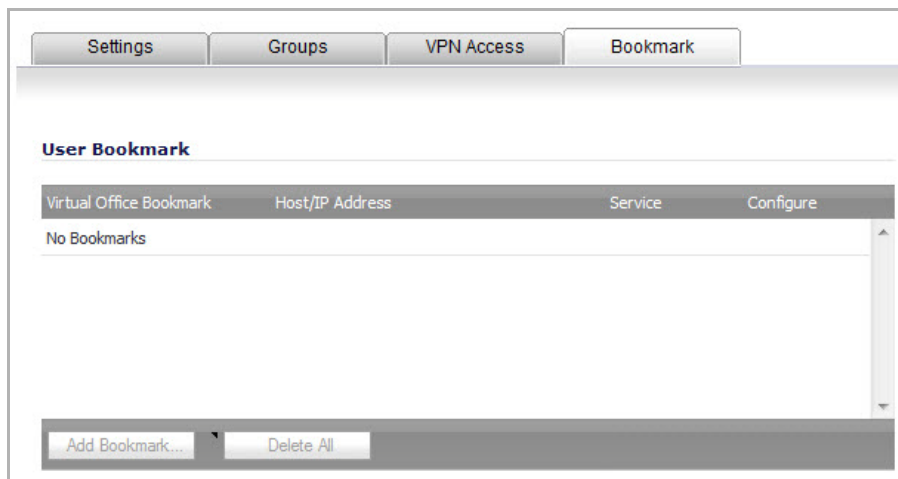 Settings Groups VPN Access Bookmark
User Bookmark
Virtual Office Bookmark Host/IP Address Service Configure
No Bookmarks
Add Bookmark... Delete All